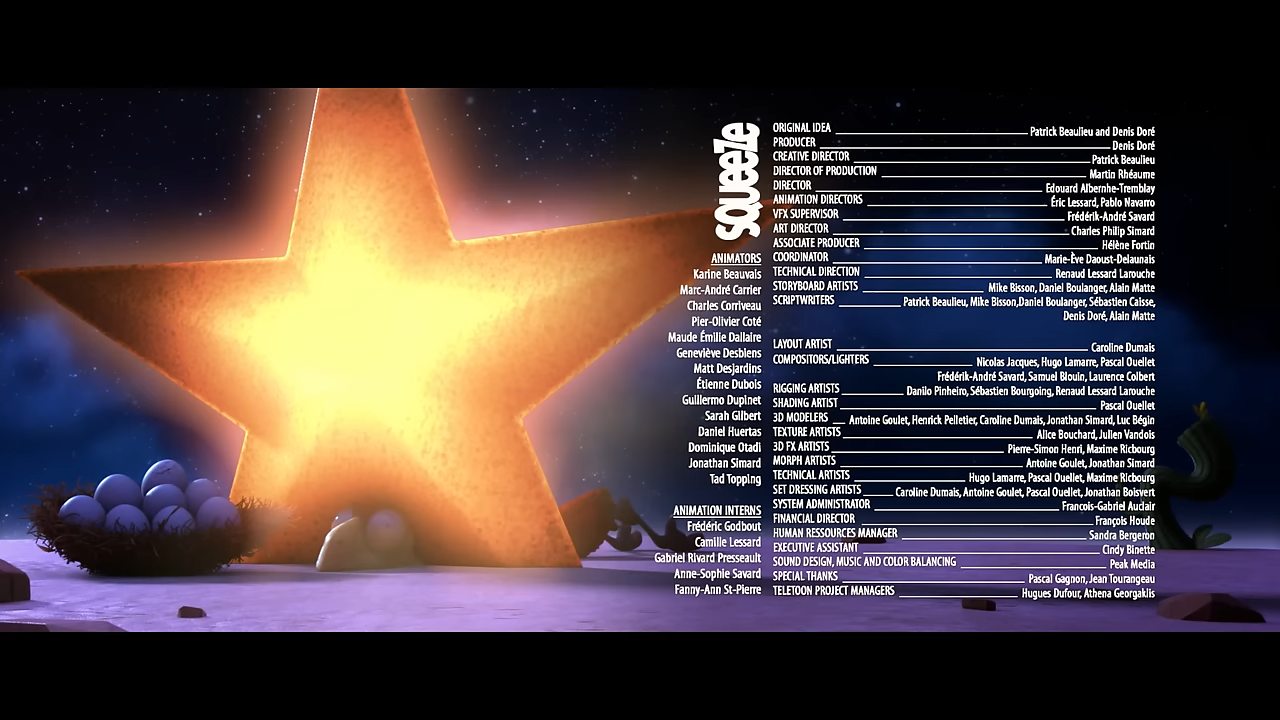 squeeze
ORIGINAL IDEA Patrick Beaulieu and Denis Doré
PRODUCER Denis Doré
CREATIVE DIRECTOR Patrick Beaulieu
DIRECTOR OF PRODUCTION Martin Rhéaume
DIRECTOR Edouard Albernhe-Tremblay
ANIMATION DIRECTORS Éric Lessard, Pablo Navarro
VFX SUPERVISOR Frédérik-André Savard
ART DIRECTOR Charles Philip Simard
ASSOCIATE PRODUCER Hélène Fortin
COORDINATOR Marie-Ève Daoust-Delaunais
TECHNICAL DIRECTION Renaud Lessard Larouche
STORYBOARD ARTISTS Mike Bisson, Daniel Boulanger, Alain Matte
SCRIPTWRITERS Patrick Beaulieu, Mike Bisson,Daniel Boulanger, Sébastien Caisse,
Denis Doré, Alain Matte
LAYOUT ARTIST Caroline Dumais
COMPOSITORS/LIGHTERS Nicolas Jacques, Hugo Lamarre, Pascal Ouellet
Frédérik-André Savard, Samuel Blouin, Laurence Colbert
RIGGING ARTISTS Danilo Pinheiro, Sébastien Bourgoing, Renaud Lessard Larouche
SHADING ARTIST Pascal Ouellet
3D MODELERS Antoine Goulet, Henrick Pelletier, Caroline Dumais, Jonathan Simard, Luc Bégin
TEXTURE ARTISTS Alice Bouchard, Julien Vandois
3D FX ARTISTS Pierre-Simon Henri, Maxime Ricbourg
MORPH ARTISTS Antoine Goulet, Jonathan Simard
TECHNICAL ARTISTS Hugo Lamarre, Pascal Ouellet, Maxime Ricbourg
SET DRESSING ARTISTS Caroline Dumais, Antoine Goulet, Pascal Ouellet, Jonathan Boisvert
SYSTEM ADMINISTRATOR Francois-Gabriel Auclair
FINANCIAL DIRECTOR François Houde
HUMAN RESSOURCES MANAGER Sandra Bergeron
EXECUTIVE ASSISTANT Cindy Binette
SOUND DESIGN, MUSIC AND COLOR BALANCING Peak Media
SPECIAL THANKS Pascal Gagnon, Jean Tourangeau
TELETOON PROJECT MANAGERS Hugues Dufour, Athena Georgaklis
ANIMATORS
Karine Beauvais
Marc-André Carrier
Charles Corriveau
Pier-Olivier Coté
Maude Émilie Dallaire
Geneviève Desbiens
Matt Desjardins
Étienne Dubois
Guillermo Dupinet
Sarah Gilbert
Daniel Huertas
Dominique Otadi
Jonathan Simard
Tad Topping
ANIMATION INTERNS
Frédéric Godbout
Camille Lessard
Gabriel Rivard Presseault
Anne-Sophie Savard
Fanny-Ann St-Pierre